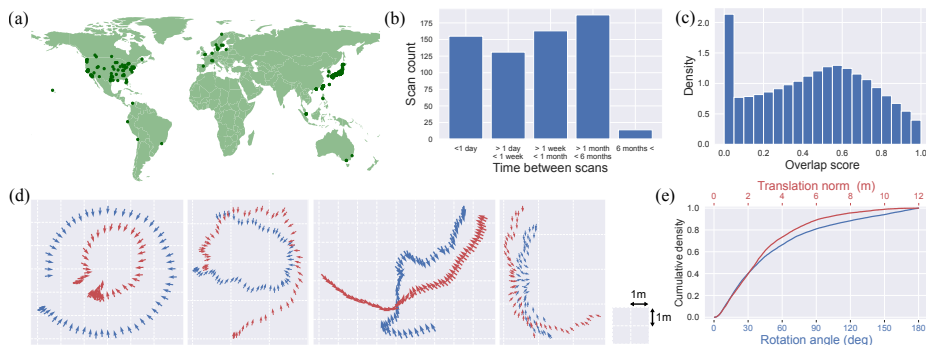 (a)
(b)
Scan count
175
150
125
100
75
50
25
0
<1 day
> 1 day
< 1 week
> 1 week
< 1 month
> 1 month
< 6 months
6 months <
Time between scans
(c)
Density
2.0
1.5
1.0
0.5
0.0
0.0 0.2 0.4 0.6 0.8 1.0
Overlap score
(d)
1m
1m
(e)
Translation norm (m)
0 2 4 6 8 10 12
Cumulative density
1.0
0.8
0.6
0.4
0.2
0.0
0 30 60 90 120 150 180
Rotation angle (deg)